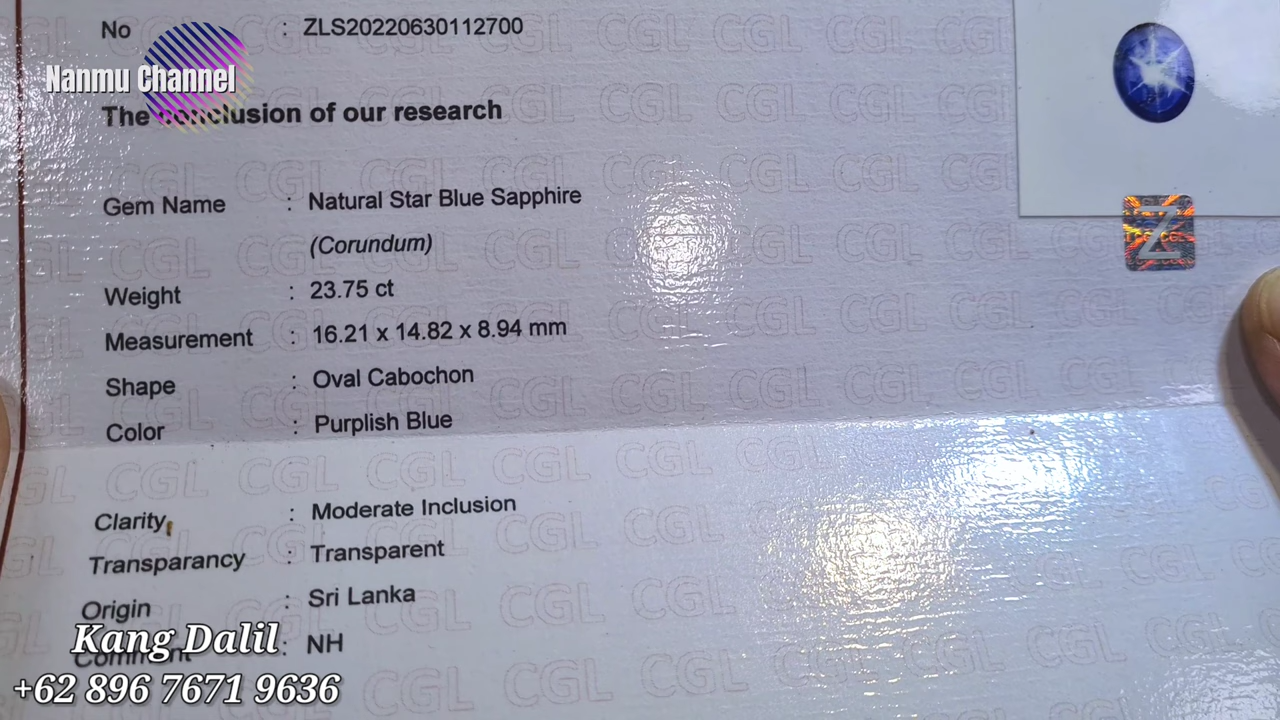 No : ZLS20220630112700
Nanmu Channel
The conclusion of our research
Gem Name : Natural Star Blue Sapphire
(Corundum)
Weight : 23.75 ct
Measurement : 16.21 x 14.82 x 8.94 mm
Shape : Oval Cabochon
Color : Purplish Blue
Clarity : Moderate Inclusion
Transparancy : Transparent
Origin : Sri Lanka
Kang Dalil
Comment : NH
+62 896 7671 9636
CGL
Z